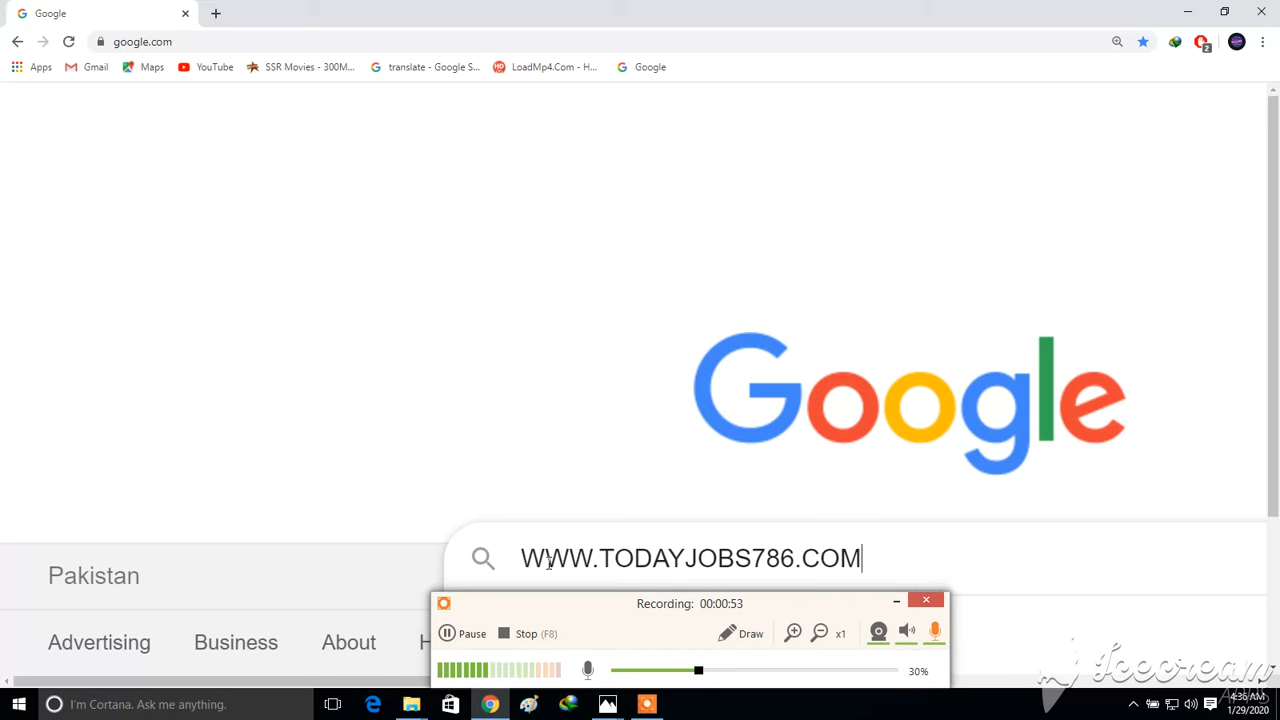 Google
google.com
2
Apps
Gmail
Maps
YouTube
SSR Movies - 300M...
translate - Google S...
LoadMp4.Com - H...
Google
Google
WWW.TODAYJOBS786.COM
Pakistan
Advertising
Business
About
H
Recording: 00:00:53
Pause
Stop (F8)
Draw
x1
30%
Icecream
APPS
I'm Cortana. Ask me anything.
4:36 AM
1/29/2020